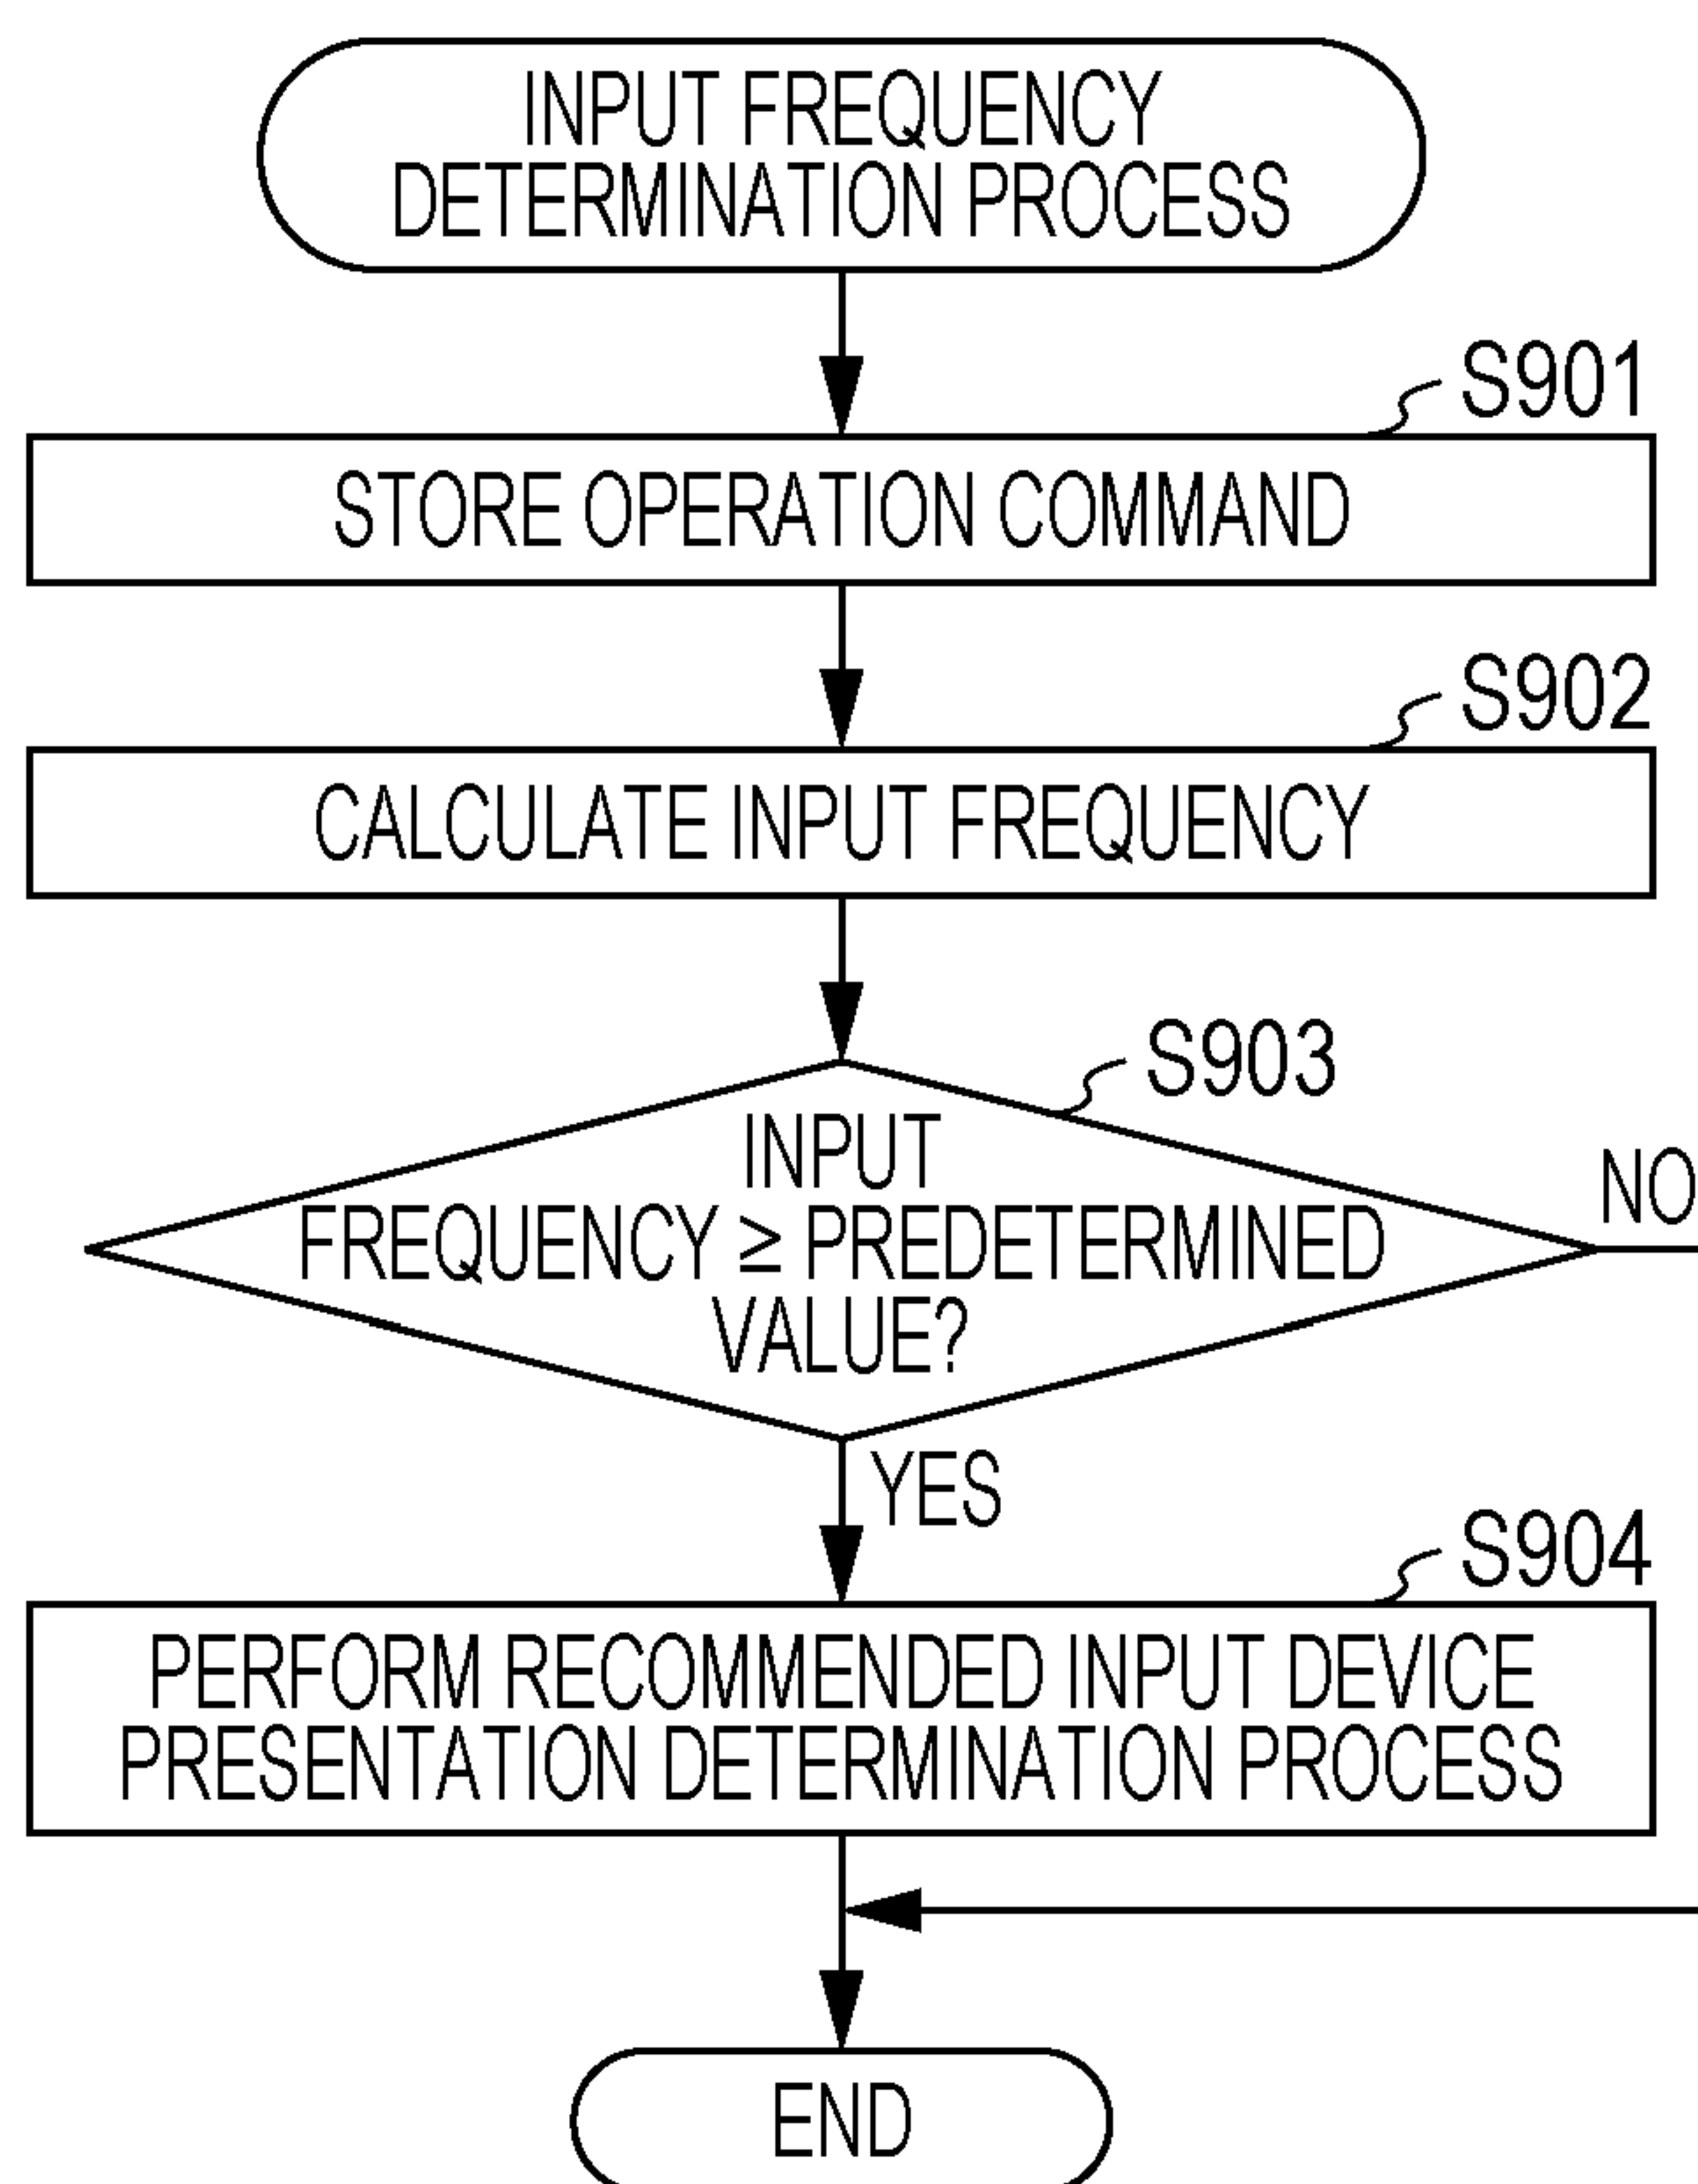 INPUT FREQUENCY
DETERMINATION PROCESS
S901
STORE OPERATION COMMAND
S902
CALCULATE INPUT FREQUENCY
S903
INPUT
FREQUENCY ≥ PREDETERMINED
VALUE?
NO
YES
S904
PERFORM RECOMMENDED INPUT DEVICE
PRESENTATION DETERMINATION PROCESS
END